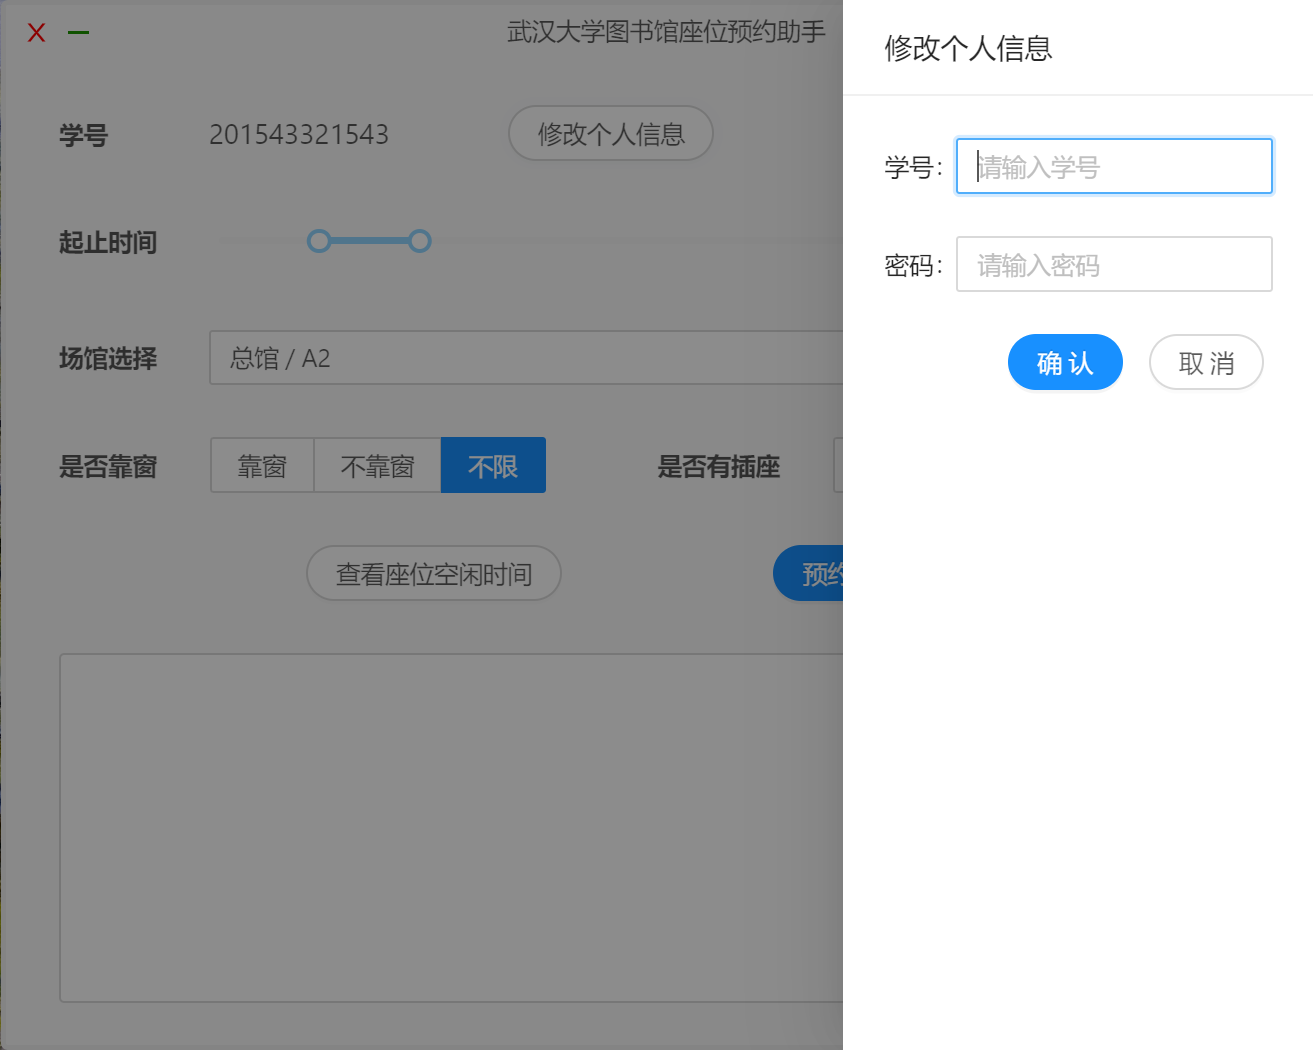 武汉大学图书馆座位预约助手
学号 201543321543 修改个人信息
起止时间
场馆选择 总馆 / A2
是否靠窗 靠窗 不靠窗 不限 是否有插座
查看座位空闲时间 预约
修改个人信息
学号: 请输入学号
密码: 请输入密码
确 认 取 消